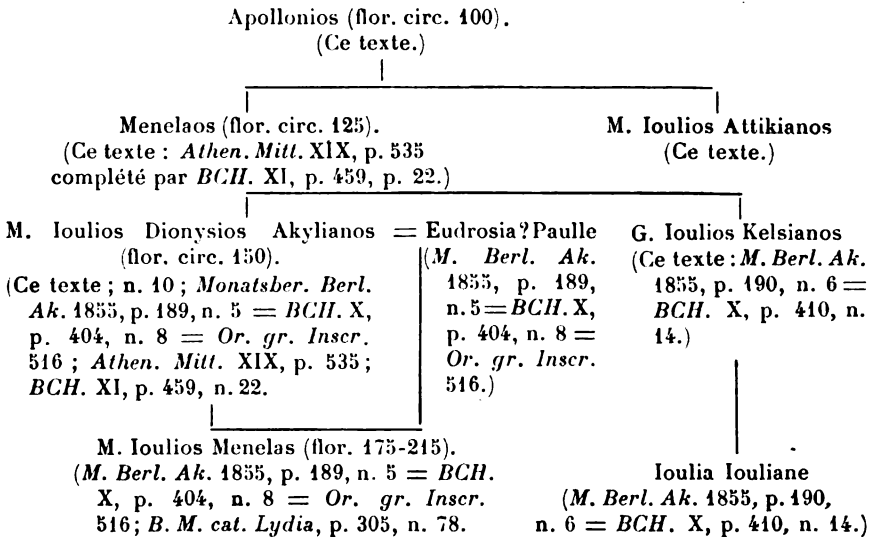 Apollonios (flor. circ. 100).
(Ce texte.)
Menelaos (flor. circ. 125).
(Ce texte : Athen. Mitt. XIX, p. 535
complété par BCH. XI, p. 459, p. 22.)
M. Ioulios Attikianos
(Ce texte.)
M. Ioulios Dionysios Akylianos = Eudrosia? Paulle
(flor. circ. 150).
(Ce texte ; n. 10 ; Monatsber. Berl.
Ak. 1855, p. 189, n. 5 = BCH. X,
p. 404, n. 8 = Or. gr. Inscr.
516 ; Athen. Mitt. XIX, p. 535 ;
BCH. XI, p. 459, n. 22.
(M. Berl. Ak.
1855, p. 189,
n. 5 = BCH. X,
p. 404, n. 8 =
Or. gr. Inscr.
516.)
G. Ioulios Kelsianos
(Ce texte : M. Berl. Ak.
1855, p. 190, n. 6 =
BCH. X, p. 410, n.
14.)
M. Ioulios Menelas (flor. 175-215).
(M. Berl. Ak. 1855, p. 189, n. 5 = BCH.
X, p. 404, n. 8 = Or. gr. Inscr.
516; B. M. cat. Lydia, p. 305, n. 78.
Ioulia Iouliane
(M. Berl. Ak. 1855, p. 190,
n. 6 = BCH. X, p. 410, n. 14.)